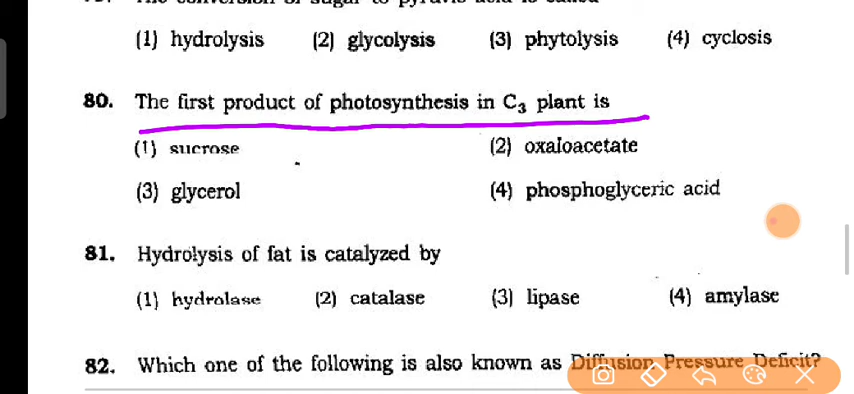 (1) hydrolysis (2) glycolysis (3) phytolysis (4) cyclosis
80. The first product of photosynthesis in C₃ plant is
(1) sucrose (2) oxaloacetate
(3) glycerol (4) phosphoglyceric acid
81. Hydrolysis of fat is catalyzed by
(1) hydrolase (2) catalase (3) lipase (4) amylase
82. Which one of the following is also known as Diffusion Pressure Deficit?